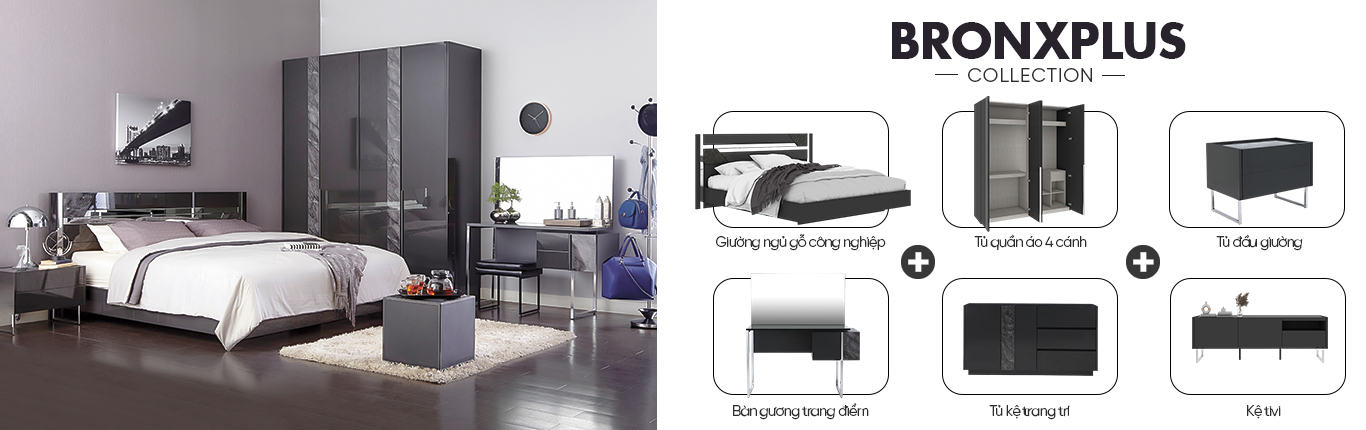 BRONXPLUS
COLLECTION
Giường ngủ gỗ công nghiệp
Tủ quần áo 4 cánh
Tủ đầu giường
Bàn gương trang điểm
Tủ kệ trang trí
Kệ tivi